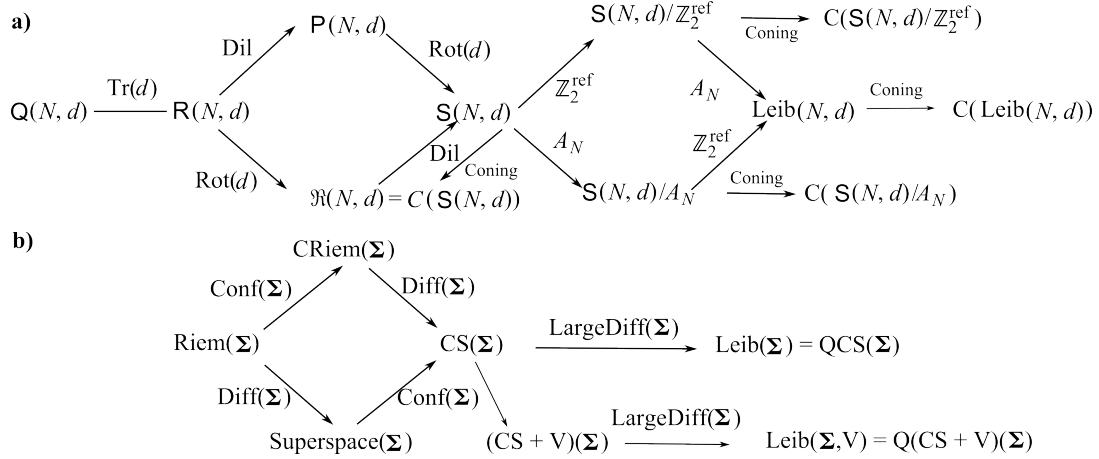 a)
P(N, d)
S(N, d)/ℤ₂^ref
Coning
C(S(N, d)/ℤ₂^ref)
Dil
Rot(d)
Q(N, d)
Tr(d)
R(N, d)
S(N, d)
ℤ₂^ref
A_N
Leib(N, d)
Coning
C(Leib(N, d))
Rot(d)
Dil
Coning
A_N
ℤ₂^ref
ℜ(N, d) = C(S(N, d))
S(N, d)/A_N
Coning
C( S(N, d)/A_N)
b)
CRiem(Σ)
Conf(Σ)
Diff(Σ)
Riem(Σ)
CS(Σ)
LargeDiff(Σ)
Leib(Σ) = QCS(Σ)
Diff(Σ)
Conf(Σ)
Superspace(Σ)
(CS + V)(Σ)
LargeDiff(Σ)
Leib(Σ,V) = Q(CS + V)(Σ)